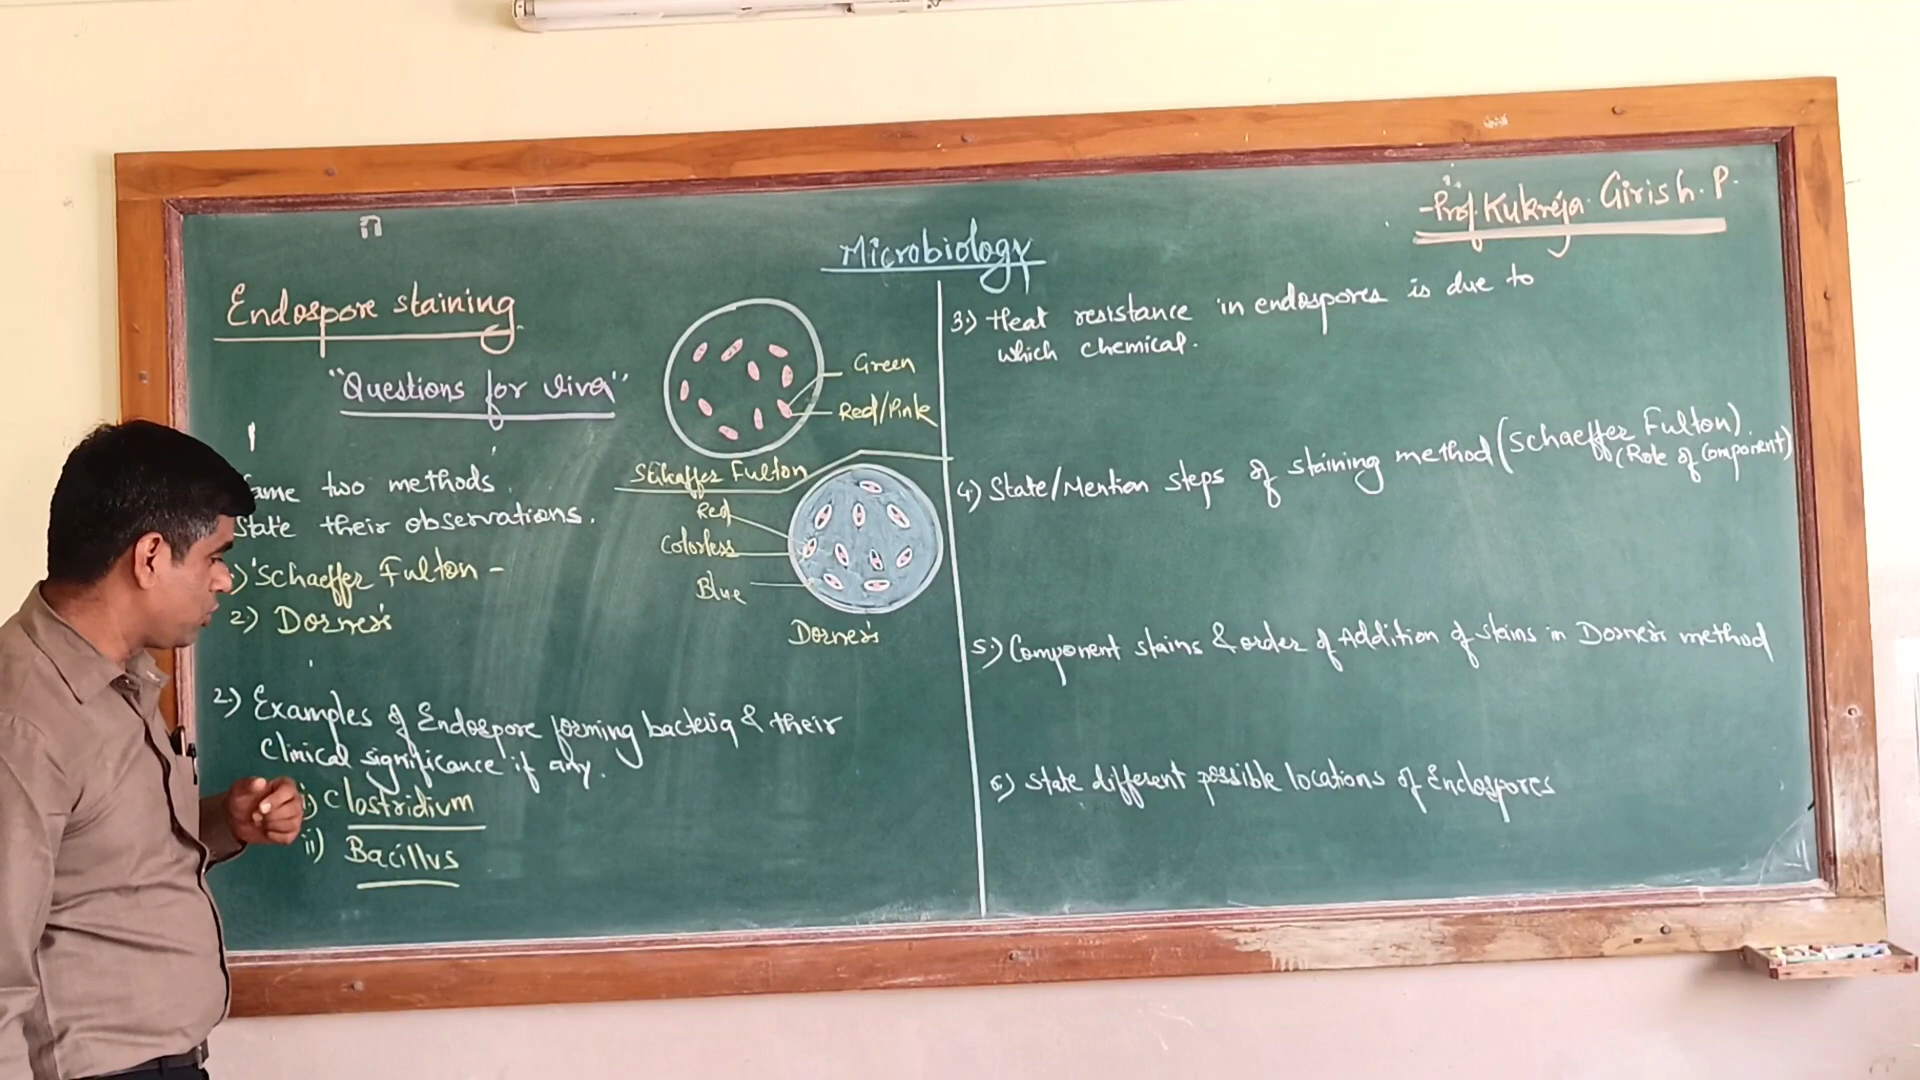 Microbiology
-Prof. Kukreja Girish. P.
Endospore staining
"Questions for Viva"
ame two methods.
State their observations.
) Schaeffer Fulton -
2.) Dorner's
2.) Examples of Endospore forming bacteria & their
Clinical significance if any.
i) Clostridium
ii) Bacillus
Green
Red/Pink
Schaffer Fulton
Red
Colorless
Blue
Dorner's
3.) Heat resistance in endospores is due to
which chemical.
4.) State/Mention steps of staining method (Schaeffer Fulton).
(Role of Component)
5.) Component stains & order of Addition of stains in Dorner's method
6.) State different possible locations of Endospores